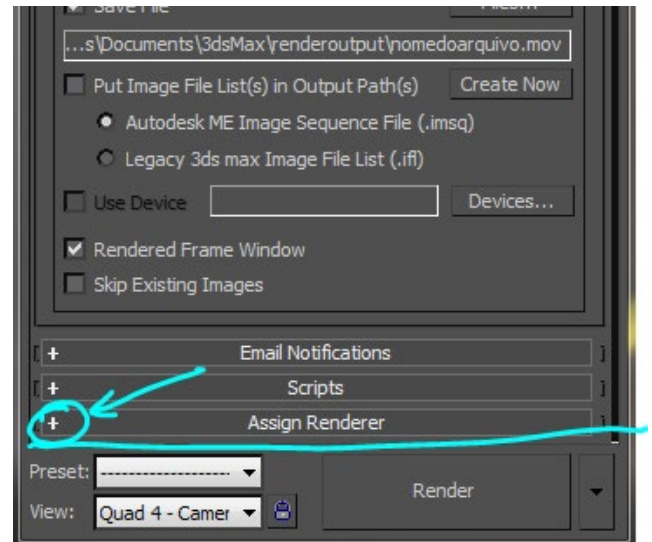 Save File
...s\Documents\3dsMax\renderoutput\nomedoarquivo.mov
Put Image File List(s) in Output Path(s) Create Now
Autodesk ME Image Sequence File (.imsq)
Legacy 3ds max Image File List (.ifl)
Use Device Devices...
Rendered Frame Window
Skip Existing Images
+ Email Notifications
+ Scripts
+ Assign Renderer
Preset: -----------------
Render
View: Quad 4 - Camer